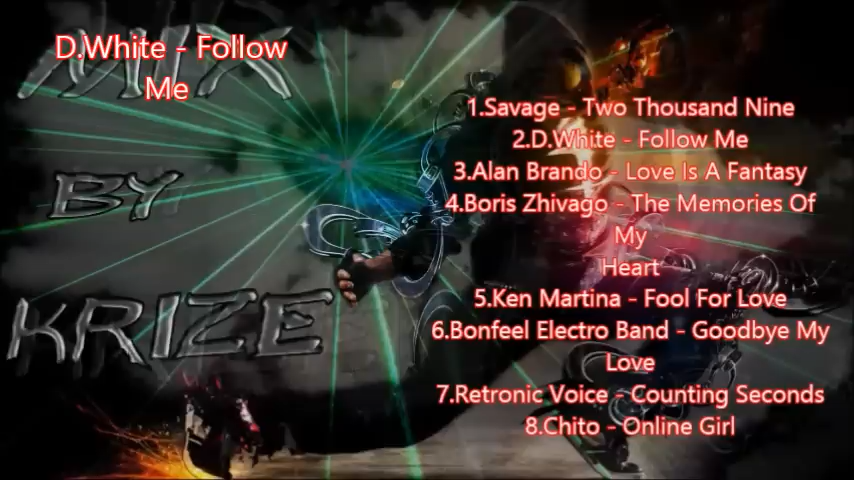 D.White - Follow
Me
MIX
BY
KRIZE
1.Savage - Two Thousand Nine
2.D.White - Follow Me
3.Alan Brando - Love Is A Fantasy
4.Boris Zhivago - The Memories Of
My
Heart
5.Ken Martina - Fool For Love
6.Bonfeel Electro Band - Goodbye My
Love
7.Retronic Voice - Counting Seconds
8.Chito - Online Girl